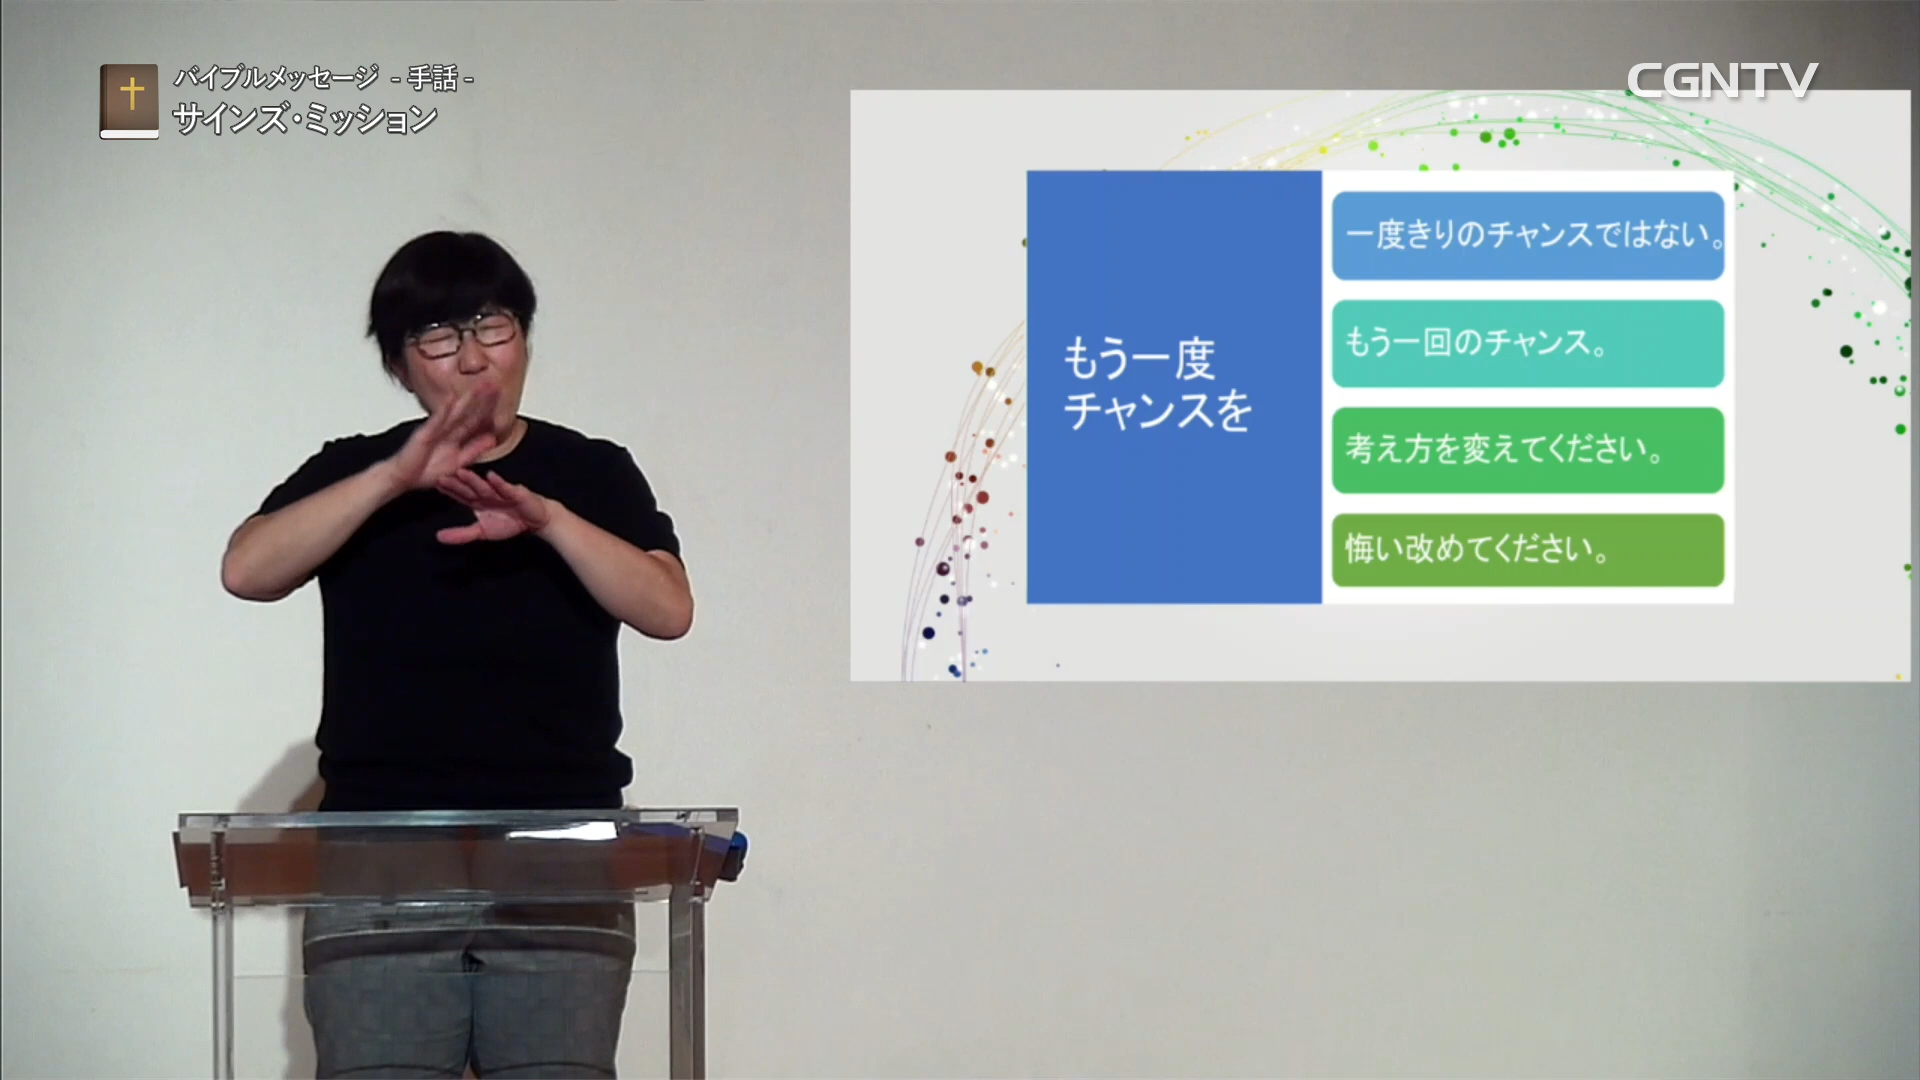 バイブルメッセージ - 手話 -
サインズ・ミッション
CGNTV
もう一度
チャンスを
一度きりのチャンスではない。
もう一回のチャンス。
考え方を変えてください。
悔い改めてください。